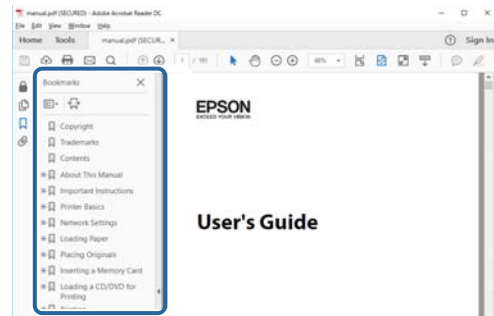 manual.pdf (SECURED) - Adobe Acrobat Reader DC
File Edit View Window Help
Home Tools manual.pdf (SECUR... ×
Sign In
1 / 191
Bookmarks
Copyright
Trademarks
Contents
About This Manual
Important Instructions
Printer Basics
Network Settings
Loading Paper
Placing Originals
Inserting a Memory Card
Loading a CD/DVD for
Printing
EPSON
EXCEED YOUR VISION
User's Guide